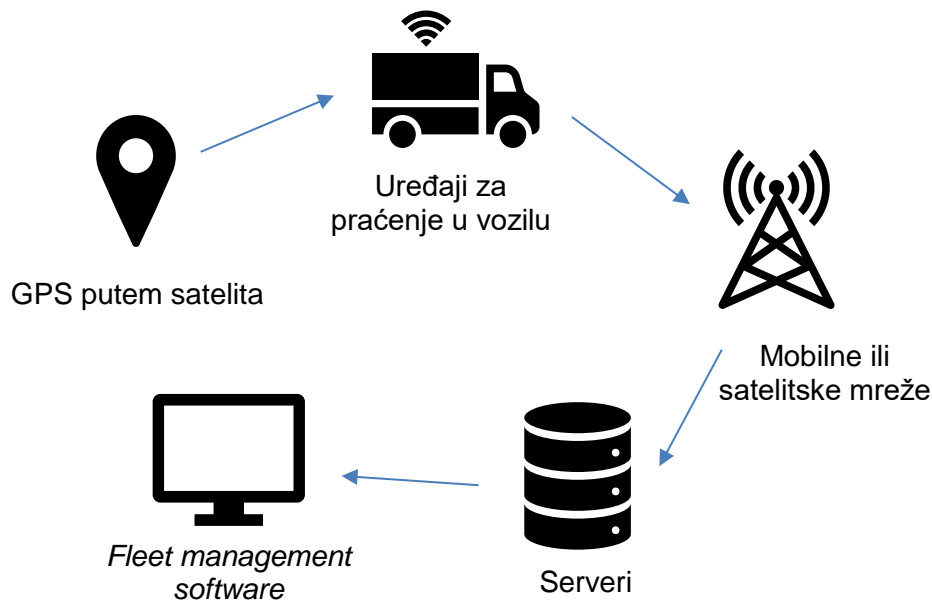 Uređaji za
praćenje u vozilu
GPS putem satelita
Mobilne ili
satelitske mreže
Fleet management
software
Serveri